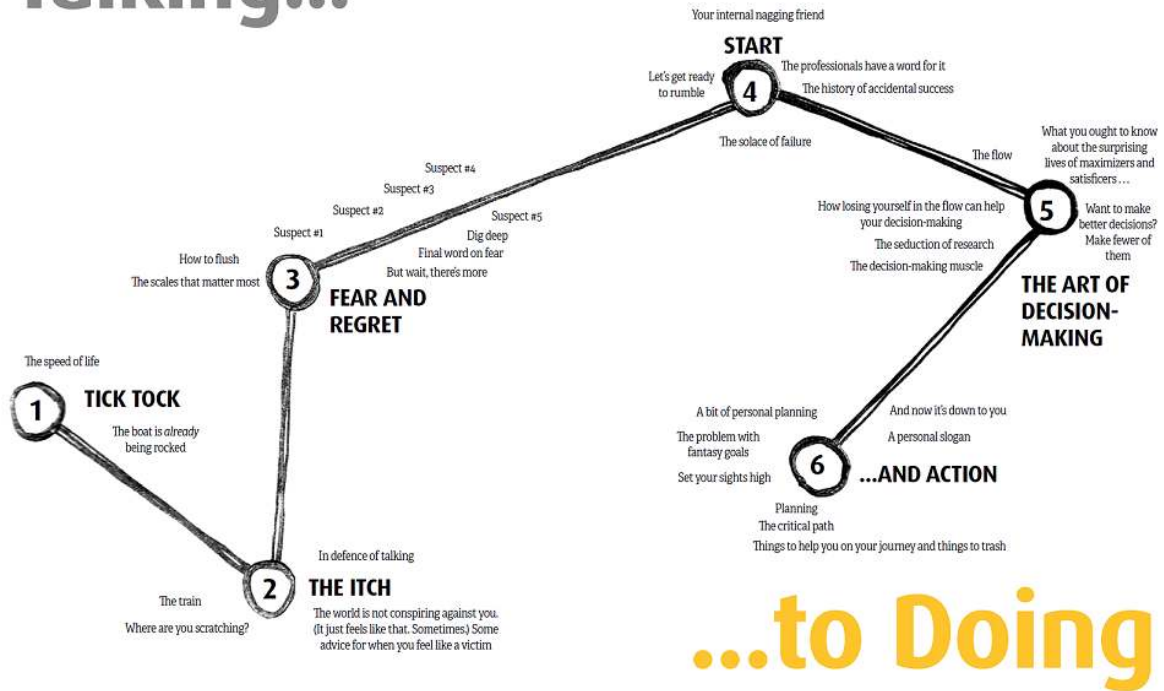 Talking...
The speed of life
1
TICK TOCK
The boat is already
being rocked
2
In defence of talking
THE ITCH
The train
Where are you scratching?
The world is not conspiring against you.
(It just feels like that. Sometimes.) Some
advice for when you feel like a victim
3
How to flush
The scales that matter most
FEAR AND
REGRET
Suspect #1
Suspect #2
Suspect #3
Suspect #4
Suspect #5
Dig deep
Final word on fear
But wait, there's more
Your internal nagging friend
START
4
Let's get ready
to rumble
The professionals have a word for it
The history of accidental success
The solace of failure
The flow
What you ought to know
about the surprising
lives of maximizers and
satisficers ...
5
Want to make
better decisions?
Make fewer of
them
How losing yourself in the flow can help
your decision-making
The seduction of research
The decision-making muscle
THE ART OF
DECISION-
MAKING
A bit of personal planning
And now it's down to you
The problem with
fantasy goals
A personal slogan
Set your sights high
6
...AND ACTION
Planning
The critical path
Things to help you on your journey and things to trash
...to Doing